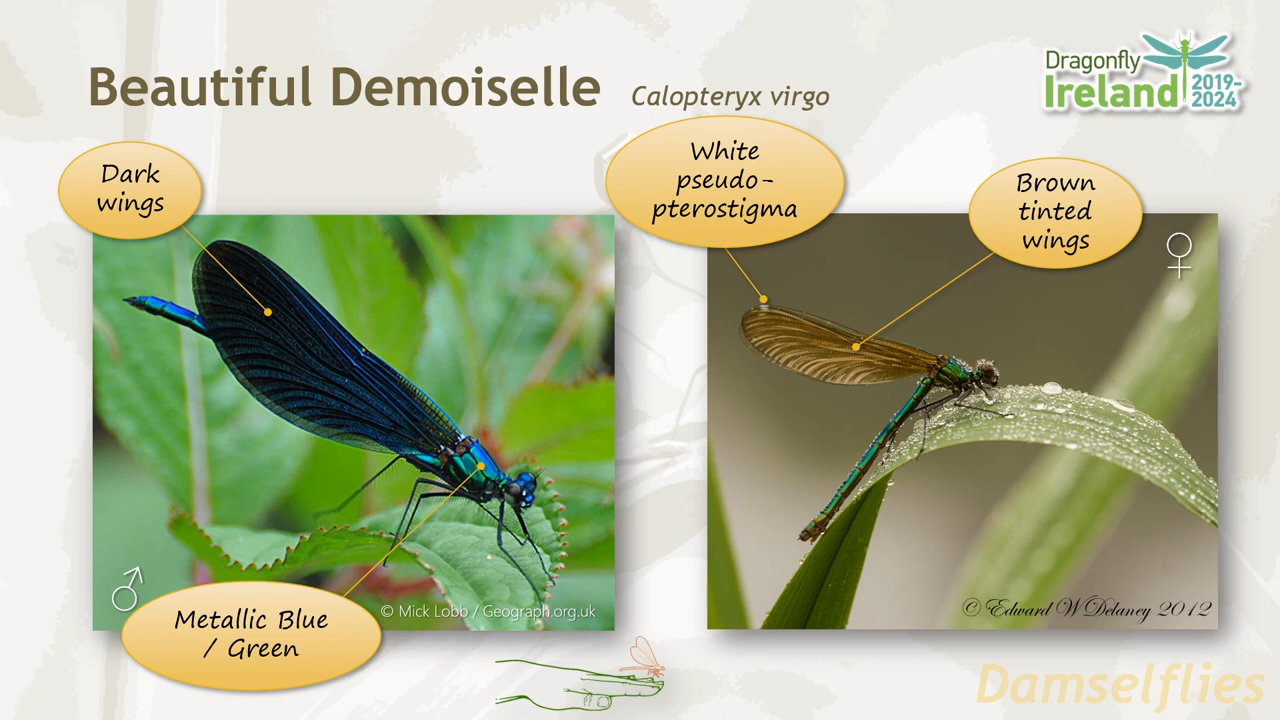 Beautiful Demoiselle Calopteryx virgo
Dragonfly
Ireland 2019-
2024
Dark
wings
White
pseudo-
pterostigma
Brown
tinted
wings
♀
♂
Metallic Blue
/ Green
© Mick Lobb / Geograph.org.uk
© Edward W Delaney 2012
Damselflies